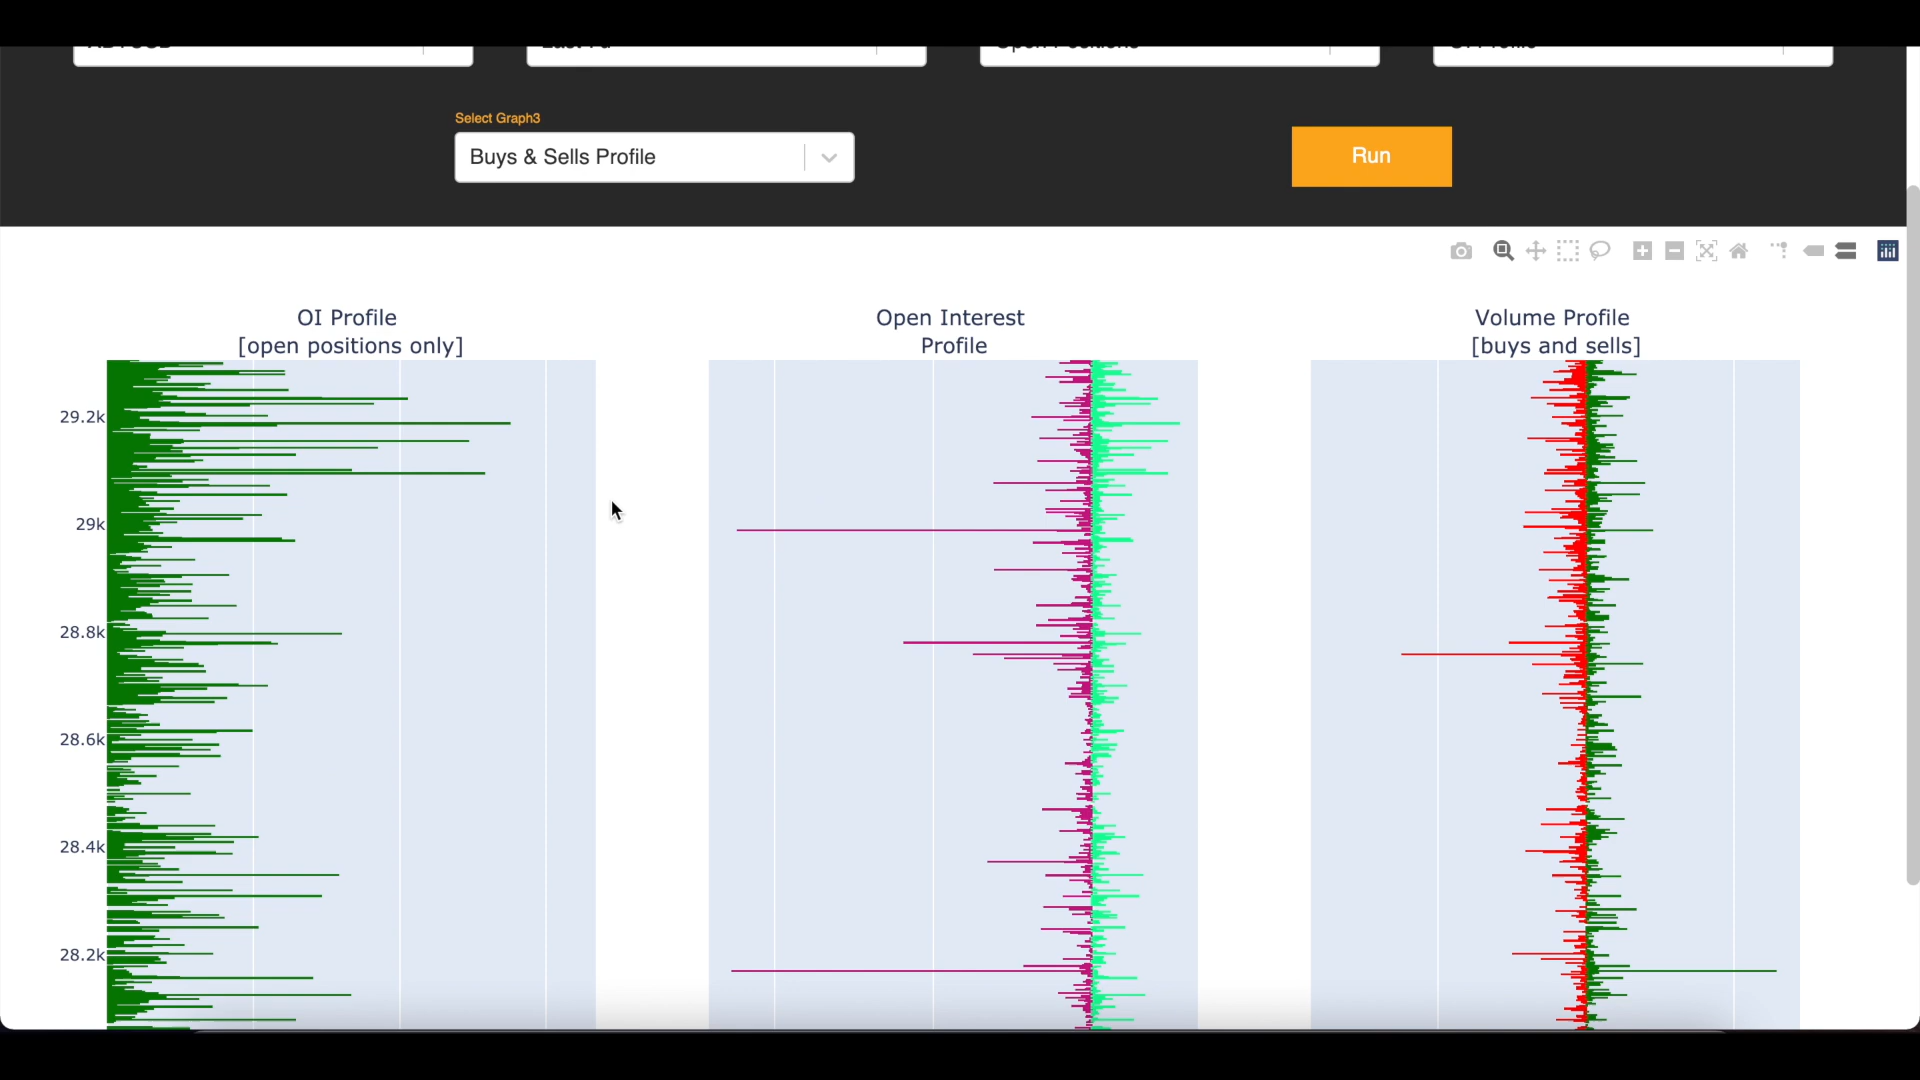 Select Graph3
Buys & Sells Profile
Run
OI Profile
[open positions only]
Open Interest
Profile
Volume Profile
[buys and sells]
29.2k
29k
28.8k
28.6k
28.4k
28.2k